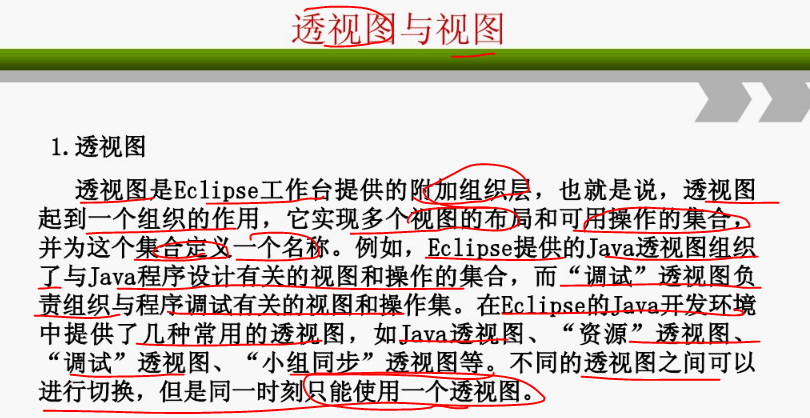 透视图与视图
1.透视图
透视图是Eclipse工作台提供的附加组织层，也就是说，透视图
起到一个组织的作用，它实现多个视图的布局和可用操作的集合，
并为这个集合定义一个名称。例如，Eclipse提供的Java透视图组织
了与Java程序设计有关的视图和操作的集合，而“调试”透视图负
责组织与程序调试有关的视图和操作集。在Eclipse的Java开发环境
中提供了几种常用的透视图，如Java透视图、“资源”透视图、
“调试”透视图、“小组同步”透视图等。不同的透视图之间可以
进行切换，但是同一时刻只能使用一个透视图。